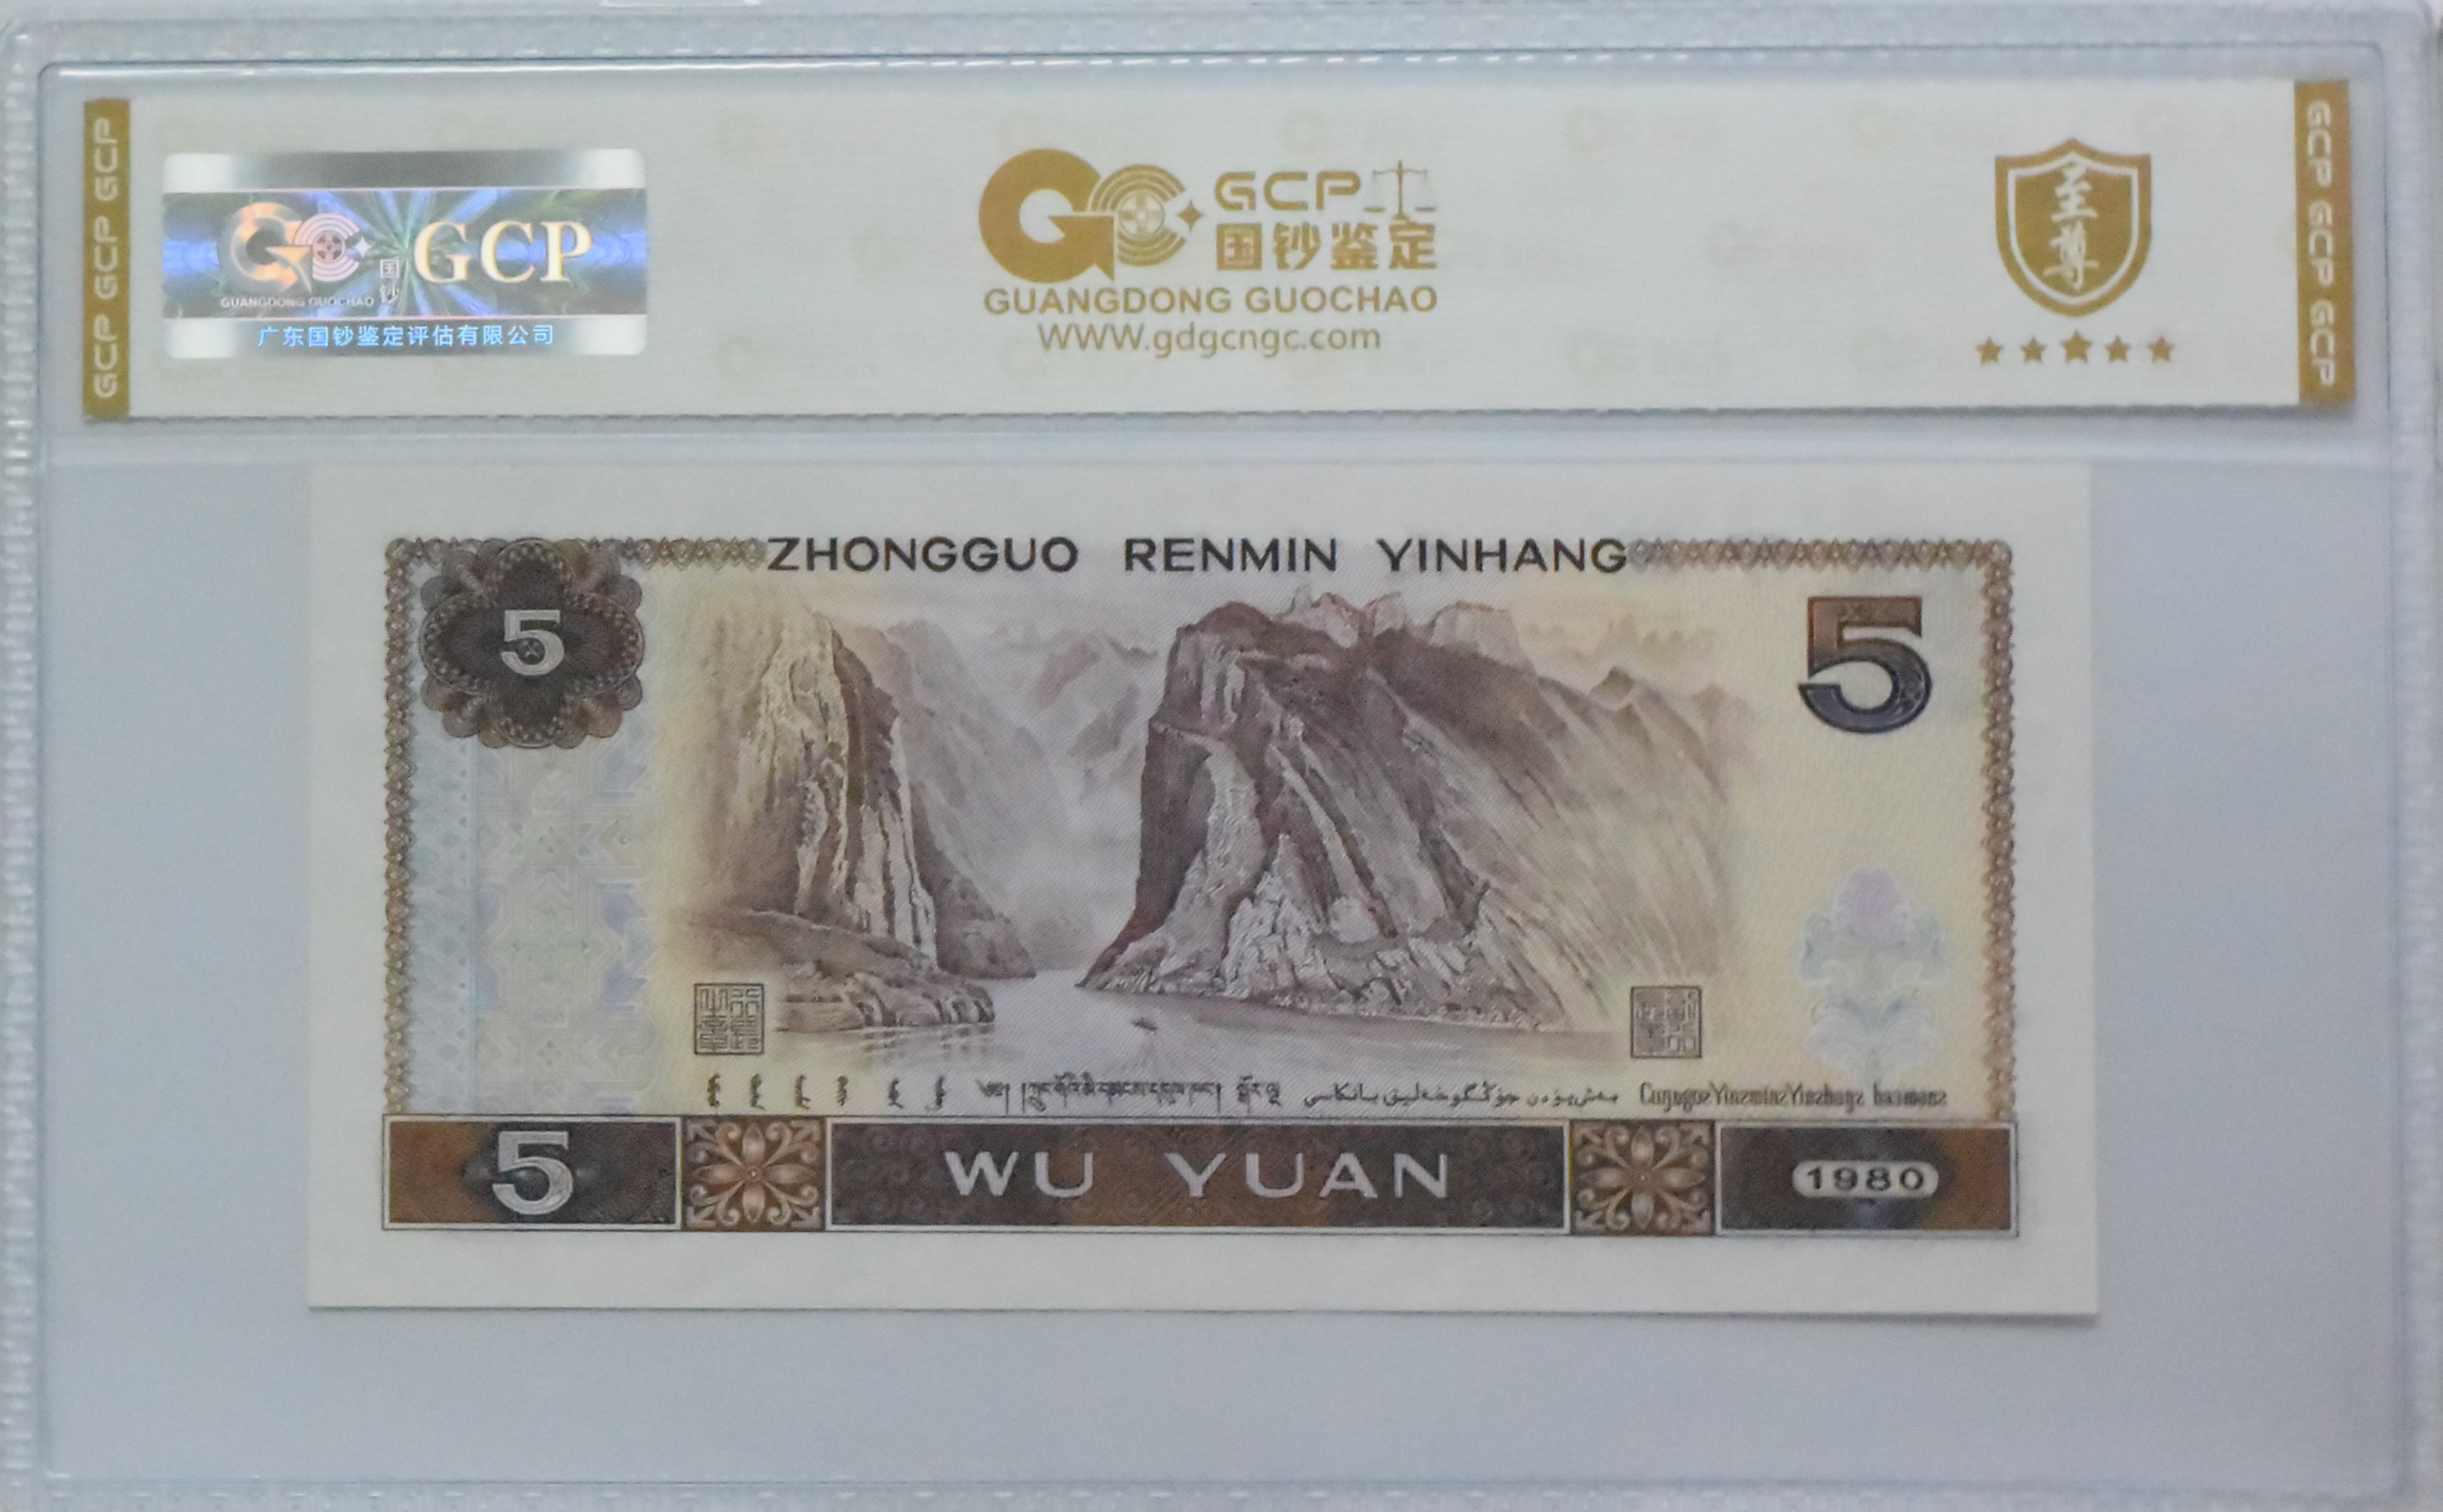 GCP GCP GCP
GCP
国钞
GUANGDONG GUOCHAO
广东国钞鉴定评估有限公司
GCP
国钞鉴定
GUANGDONG GUOCHAO
WWW.gdgcngc.com
至尊
GCP GCP GCP
ZHONGGUO RENMIN YINHANG
5
5
5
WU YUAN
1980